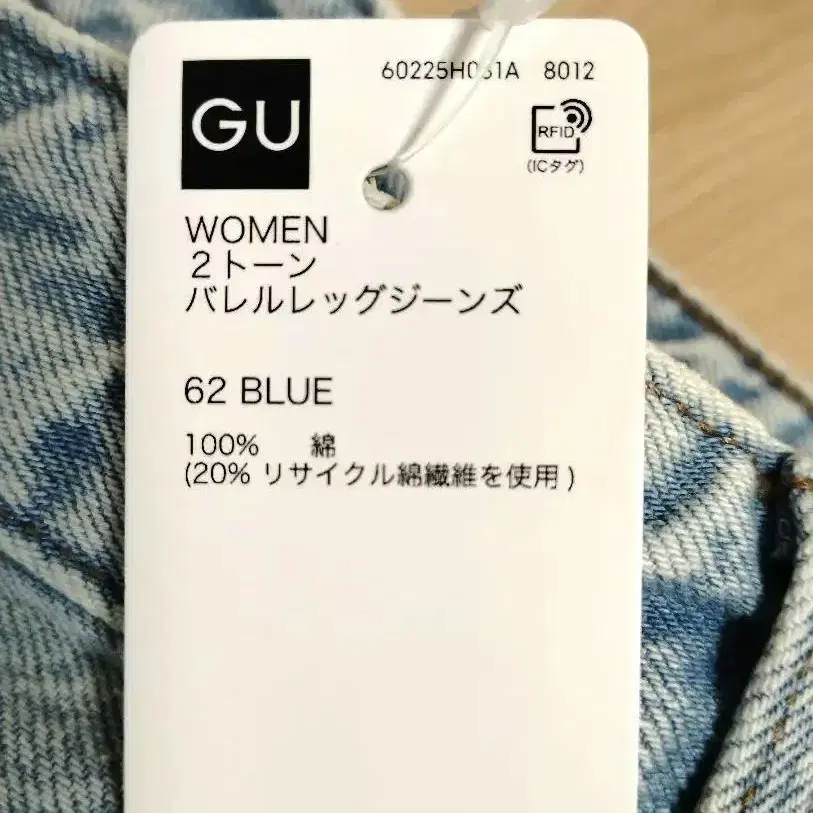 GU
8012
RFID
(ICタグ)
WOMEN
2トーン
バレルレッグジーンズ
62 BLUE
100% 綿
(20% リサイクル綿繊維を使用)